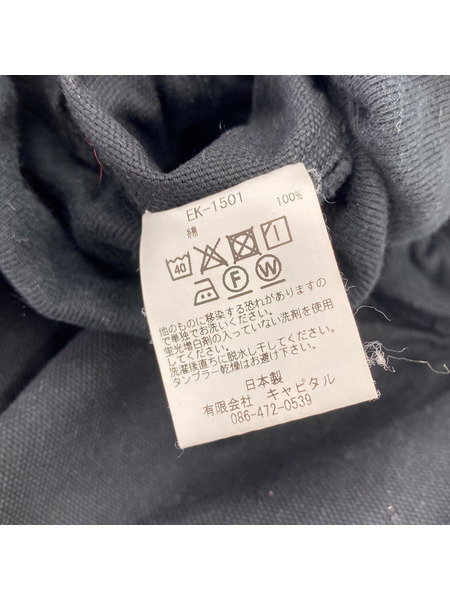 EK-1501
綿 100%
40
F W
他のものに移染する恐れがありますの
で単独でお洗いください。
蛍光増白剤の入っていない洗剤を使用
してください。
洗濯後直ちに脱水し干してください。
タンブラー乾燥はお避け下さい。
日本製
有限会社 キャピタル
086-472-0539